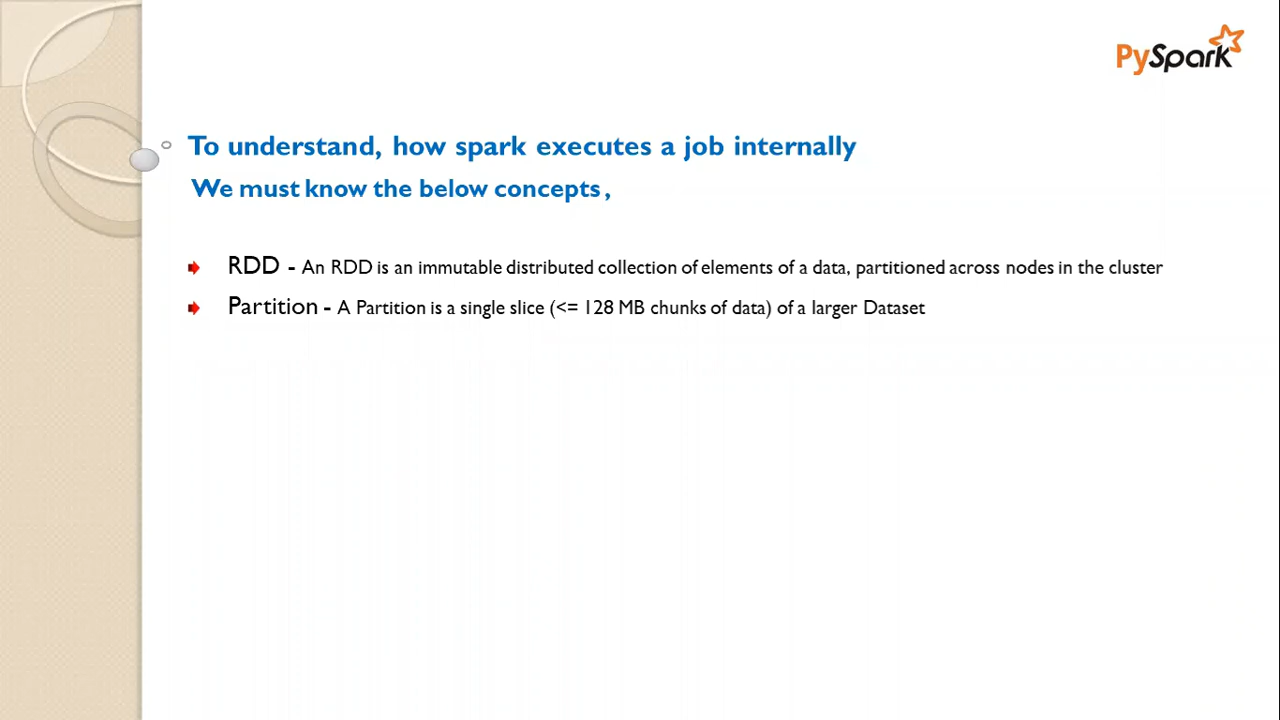 PySpark
To understand, how spark executes a job internally
We must know the below concepts ,
RDD - An RDD is an immutable distributed collection of elements of a data, partitioned across nodes in the cluster
Partition - A Partition is a single slice (<= 128 MB chunks of data) of a larger Dataset